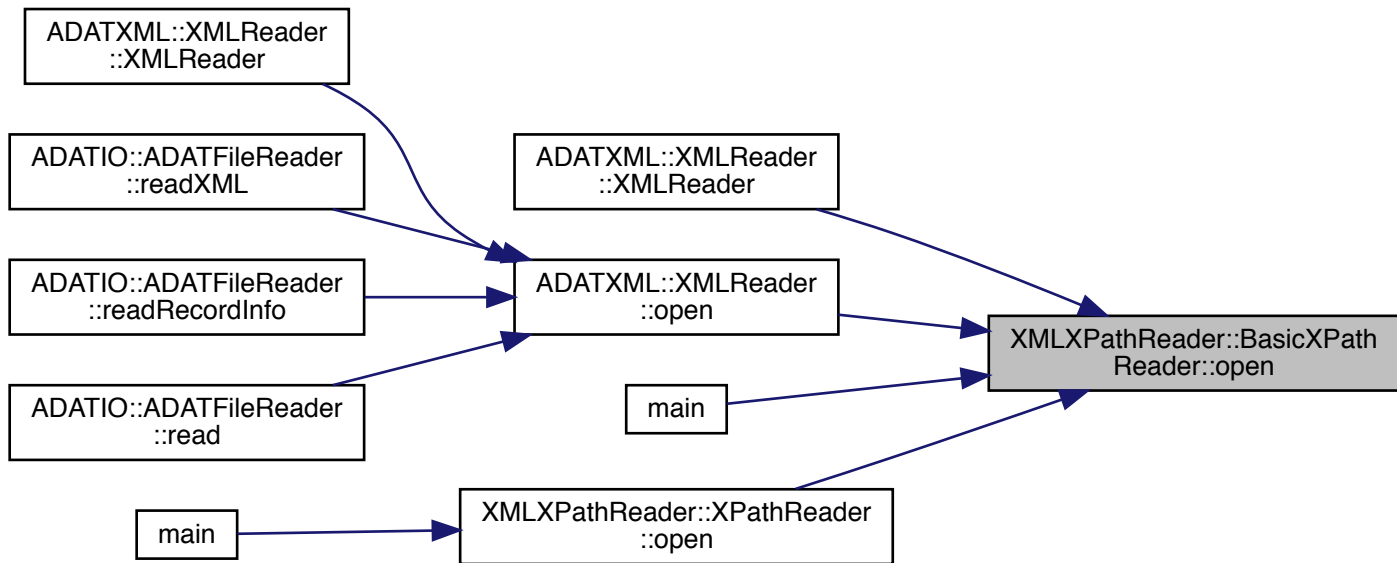 ADATXML::XMLReader
::XMLReader
ADATIO::ADATFileReader
::readXML
ADATIO::ADATFileReader
::readRecordInfo
ADATIO::ADATFileReader
::read
main
ADATXML::XMLReader
::XMLReader
ADATXML::XMLReader
::open
main
XMLXPathReader::XPathReader
::open
XMLXPathReader::BasicXPath
Reader::open